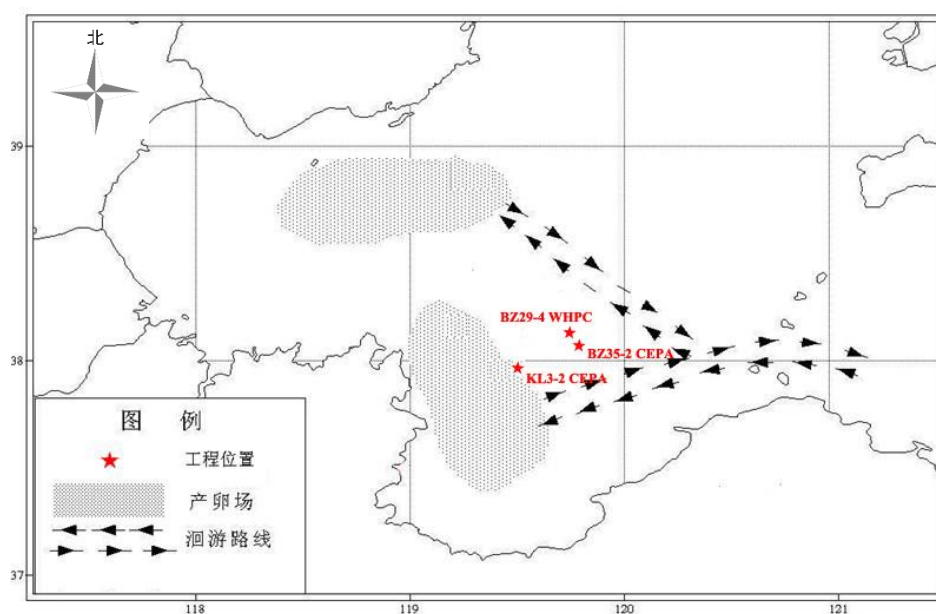 北
39
BZ29-4 WHPC
BZ35-2 CEPA
38
KL3-2 CEPA
图 例
工程位置
产卵场
洄游路线
37
118
119
120
121